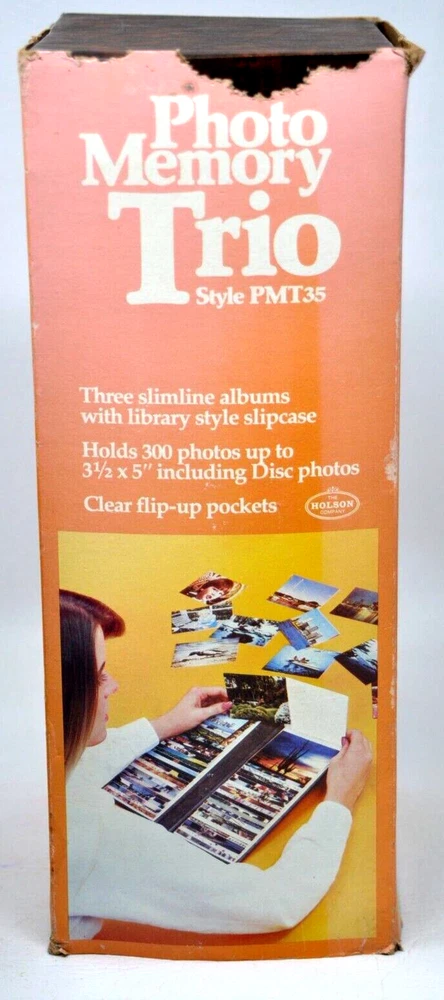 Photo
Memory
Trio
Style PMT35
Three slimline albums
with library style slipcase
Holds 300 photos up to
3½ x 5" including Disc photos
Clear flip-up pockets
THE
HOLSON
COMPANY